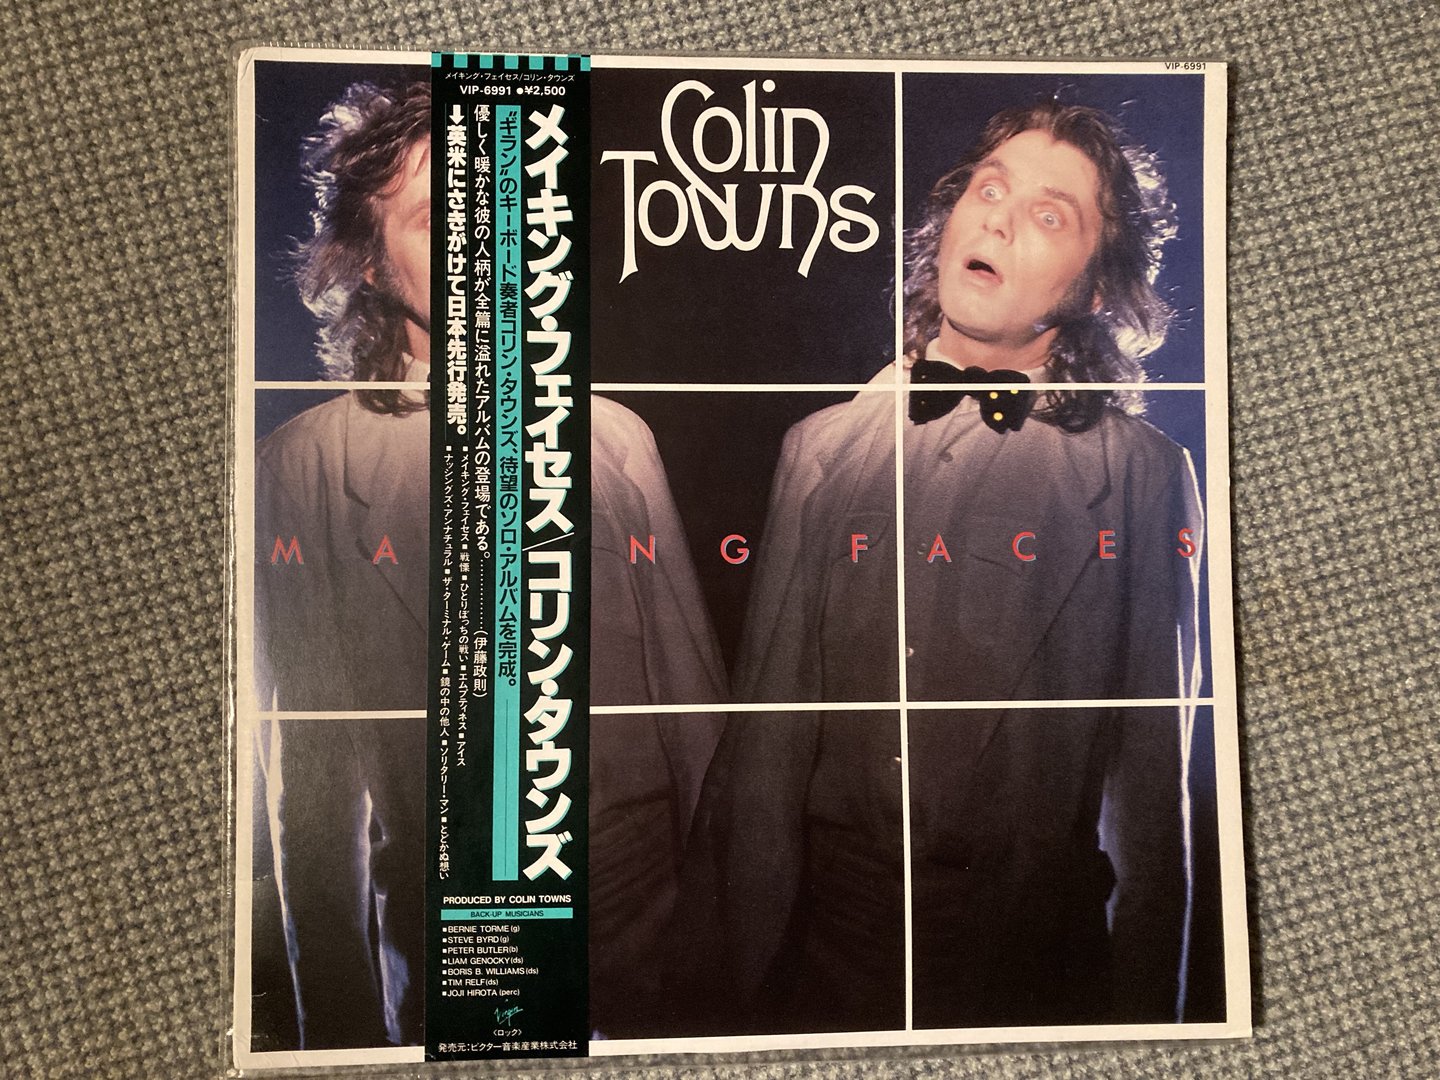 VIP-6991
Colin
Towns
MA NG FACES
メイキング・フェイセス/コリン・タウンズ
VIP-6991 ●¥2,500
メイキング・フェイセス/コリン・タウンズ
“ギラン”のキーボード奏者コリン・タウンズ、待望のソロ・アルバムを完成。
優しく暖かな彼の人柄が全篇に溢れたアルバムの登場である。……………(伊藤政則)
➡英米にさきがけて日本先行発売。
■メイキング・フェイセス■戦慄■ひとりぼっちの戦い■エムプティネス■アイス
■ナッシングズ・アンナチュラル■ザ・ターミナル・ゲーム■鏡の中の他人■ソリタリー・マン■とどかぬ想い
PRODUCED BY COLIN TOWNS
BACK-UP MUSICIANS
■BERNIE TORME(g)
■STEVE BYRD(g)
■PETER BUTLER(b)
■LIAM GENOCKY(ds)
■BORIS B. WILLIAMS(ds)
■TIM RELF(ds)
■JOJI HIROTA(perc)
Virgin
〈ロック〉
発売元:ビクター音楽産業株式会社